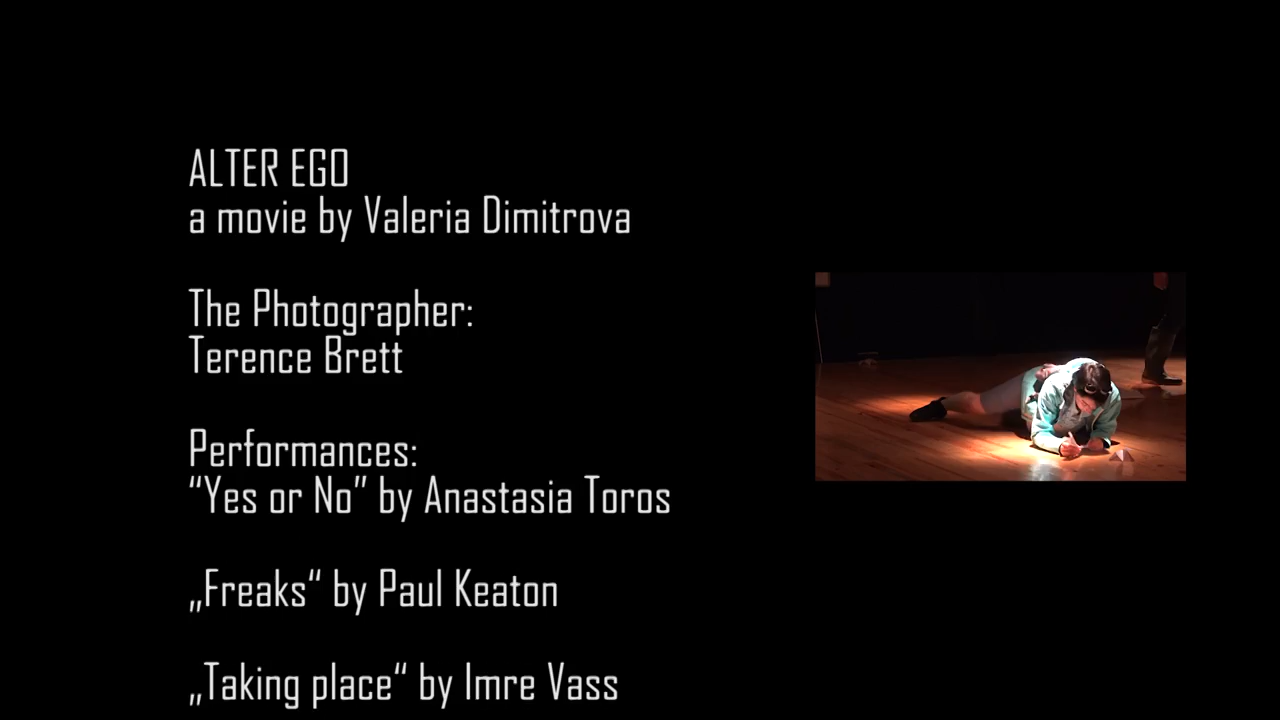 ALTER EGO
a movie by Valeria Dimitrova
The Photographer:
Terence Brett
Performances:
“Yes or No” by Anastasia Toros
„Freaks“ by Paul Keaton
„Taking place“ by Imre Vass